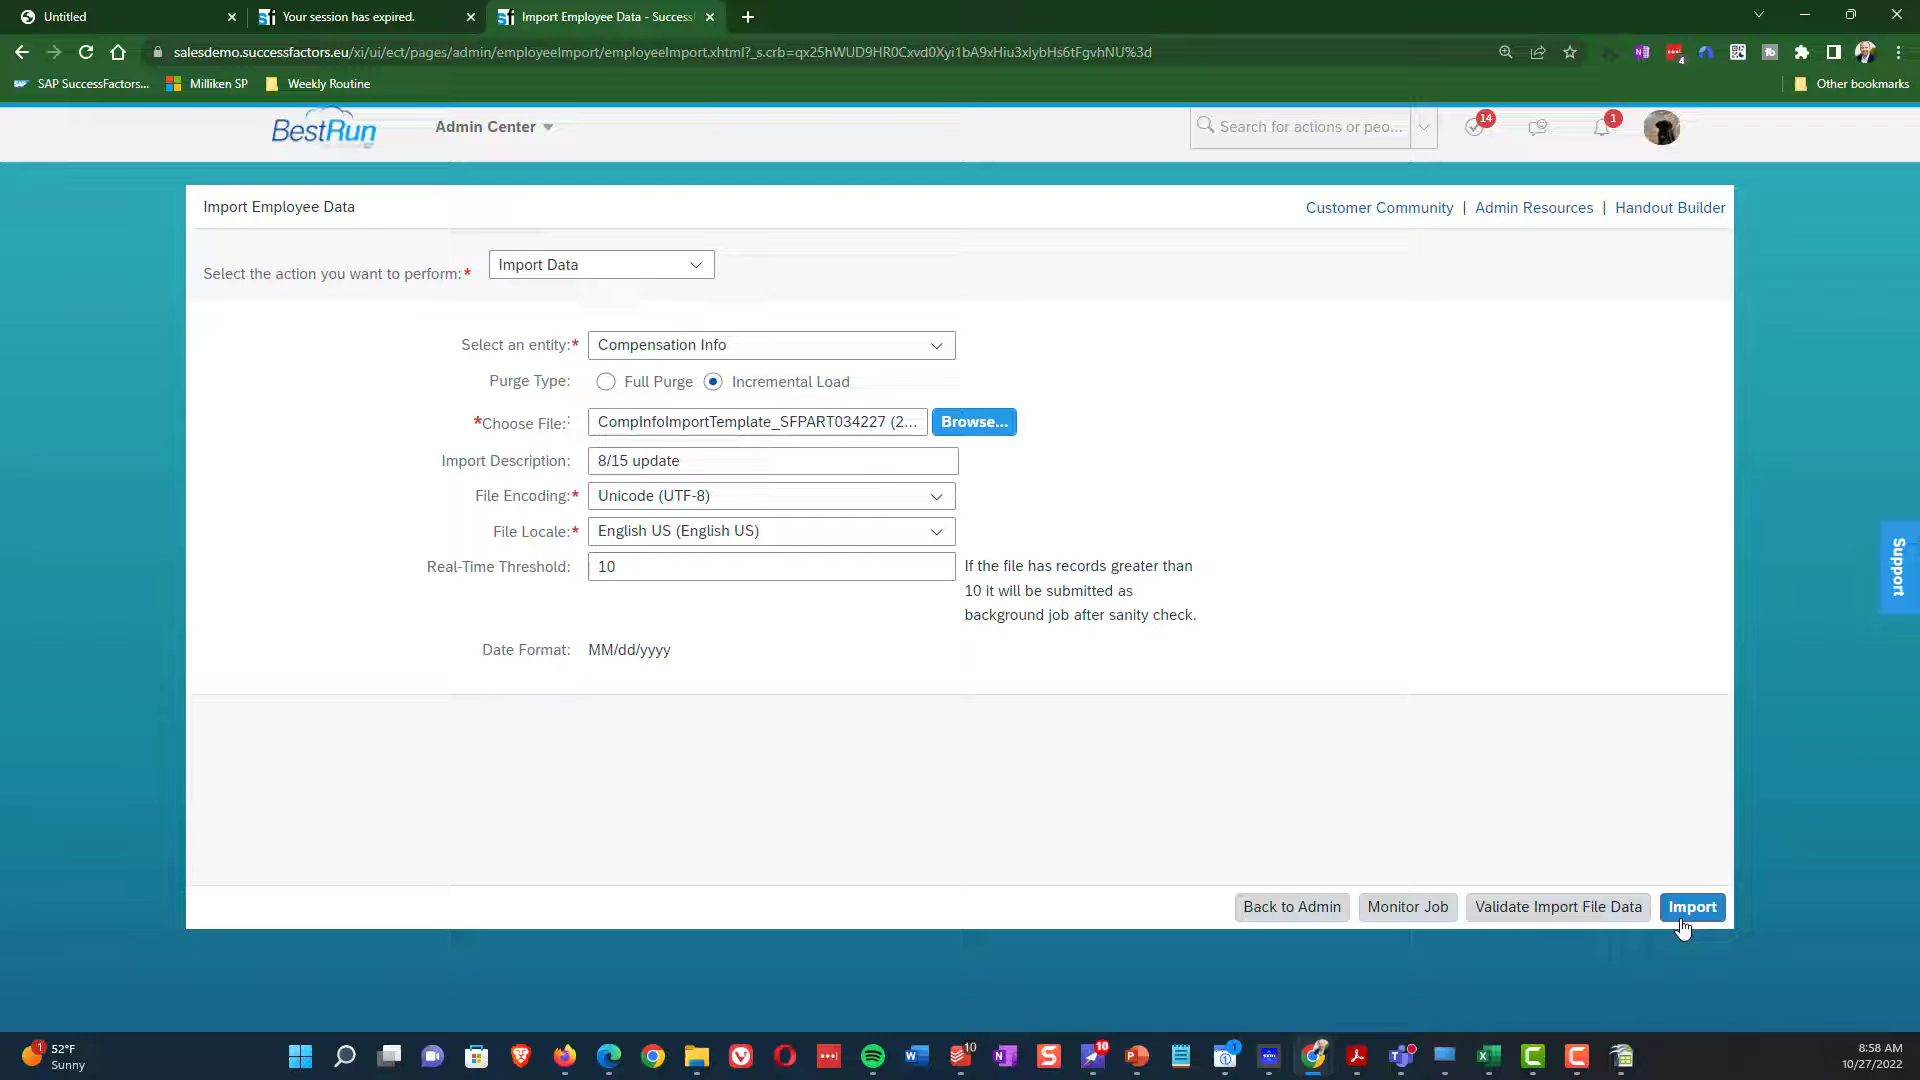 Untitled
Your session has expired.
Import Employee Data - Success
salesdemo.successfactors.eu/xi/ui/ect/pages/admin/employeeImport/employeeImport.xhtml?_s.crb=qx25hWUD9HR0Cxvd0Xyi1bA9xHiu3xlybHs6tFgvhNU%3d
4
SAP SuccessFactors...
Milliken SP
Weekly Routine
Other bookmarks
BestRun
Admin Center
Search for actions or peo...
14
1
Import Employee Data
Customer Community | Admin Resources | Handout Builder
Select the action you want to perform:*
Import Data
Select an entity:* Compensation Info
Purge Type: Full Purge Incremental Load
*Choose File: CompInfoImportTemplate_SFPART034227 (2... Browse...
Import Description: 8/15 update
File Encoding:* Unicode (UTF-8)
File Locale:* English US (English US)
Real-Time Threshold: 10
If the file has records greater than
10 it will be submitted as
background job after sanity check.
Date Format: MM/dd/yyyy
Support
Back to Admin
Monitor Job
Validate Import File Data
Import
1
52°F
Sunny
10
10
1
8:58 AM
10/27/2022